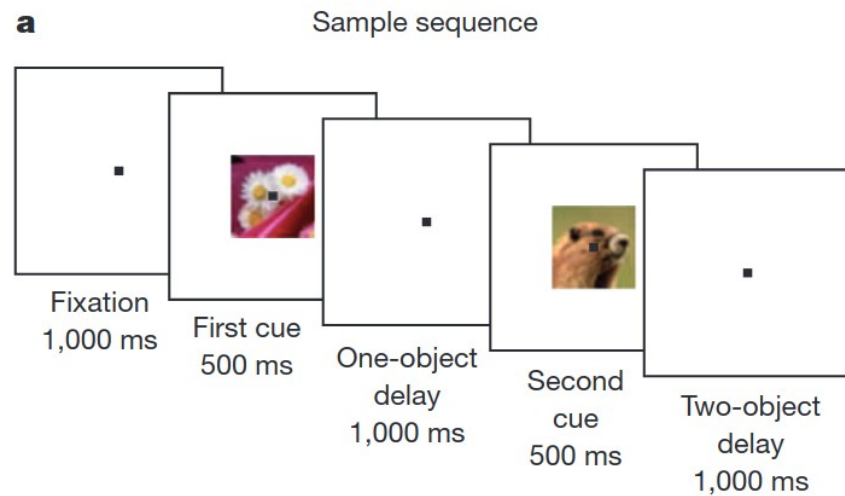 a
Sample sequence
Fixation
1,000 ms
First cue
500 ms
One-object
delay
1,000 ms
Second
cue
500 ms
Two-object
delay
1,000 ms